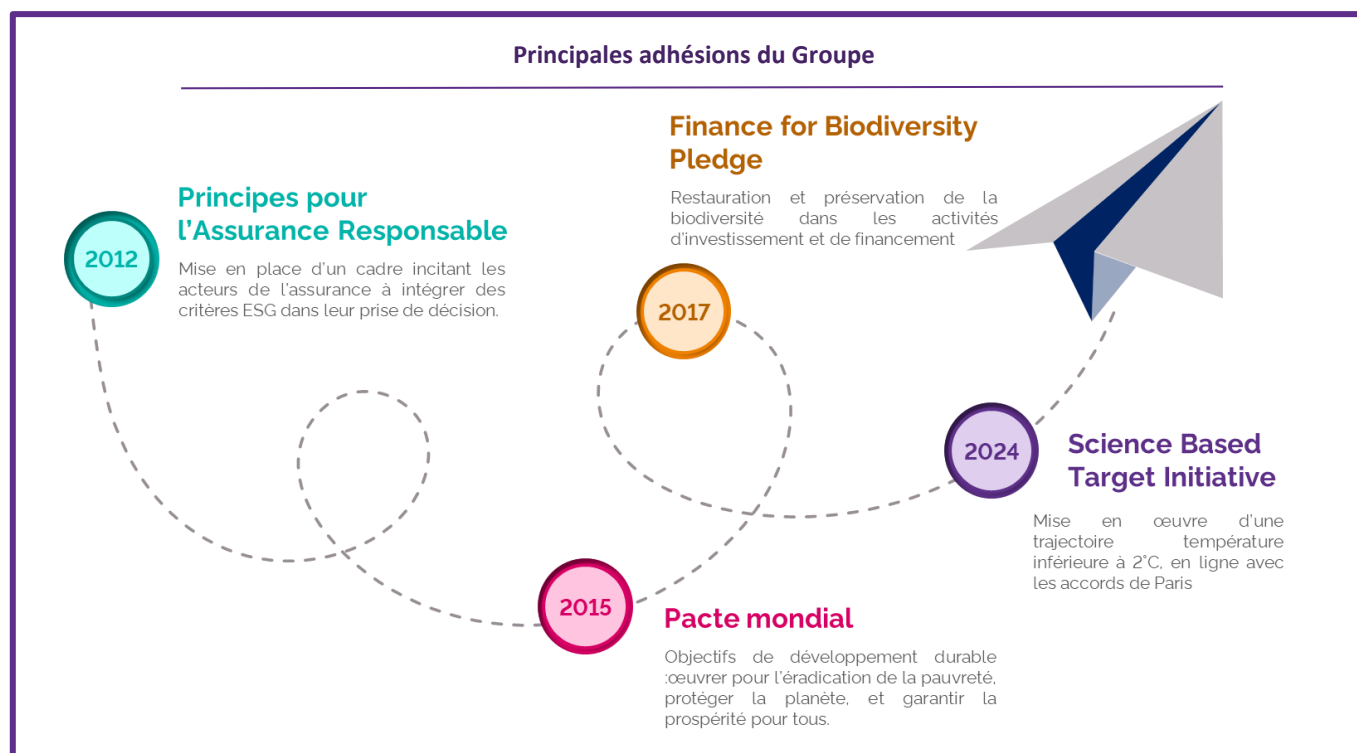 Principales adhésions du Groupe
2012
Principes pour
l’Assurance Responsable
Mise en place d’un cadre incitant les
acteurs de l’assurance à intégrer des
critères ESG dans leur prise de décision.
2015
Pacte mondial
Objectifs de développement durable
:œuvrer pour l’éradication de la pauvreté,
protéger la planète, et garantir la
prospérité pour tous.
Finance for Biodiversity
Pledge
Restauration et préservation de la
biodiversité dans les activités
d’investissement et de financement
2017
2024
Science Based
Target Initiative
Mise en œuvre d’une
trajectoire température
inférieure à 2°C, en ligne avec
les accords de Paris